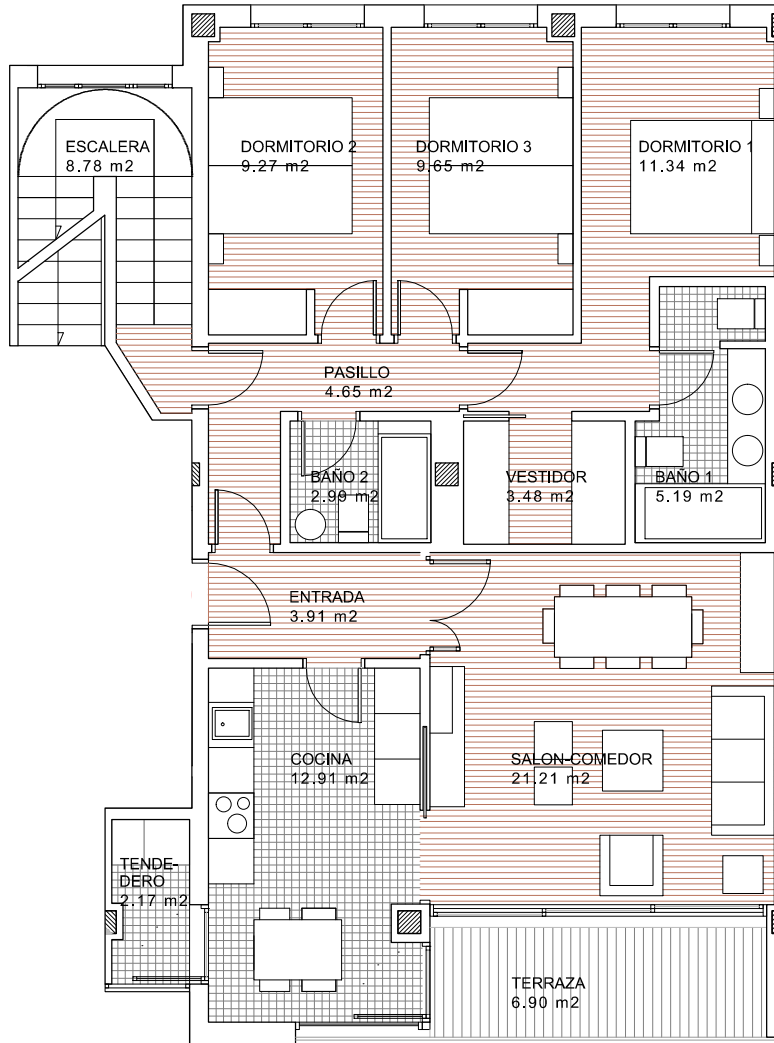 ESCALERA
8.78 m2
DORMITORIO 2
9.27 m2
DORMITORIO 3
9.65 m2
DORMITORIO 1
11.34 m2
PASILLO
4.65 m2
BAÑO 2
2.99 m2
VESTIDOR
3.48 m2
BAÑO 1
5.19 m2
ENTRADA
3.91 m2
COCINA
12.91 m2
SALON-COMEDOR
21.21 m2
TENDE-
DERO
2.17 m2
TERRAZA
6.90 m2